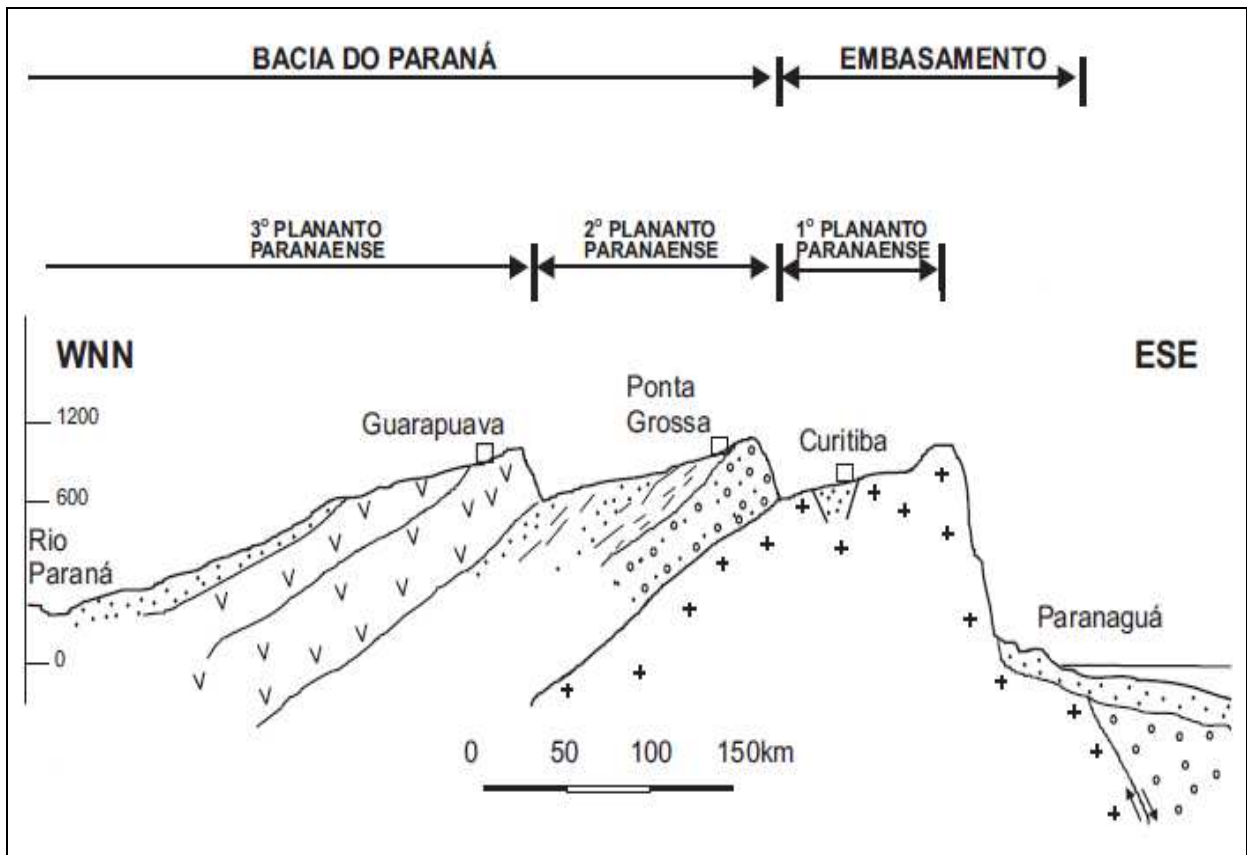 BACIA DO PARANÁ
EMBASAMENTO
3º PLANANTO
PARANAENSE
2º PLANANTO
PARANAENSE
1º PLANANTO
PARANAENSE
WNN
ESE
1200
600
0
Rio
Paraná
Guarapuava
Ponta
Grossa
Curitiba
Paranaguá
0 50 100 150km